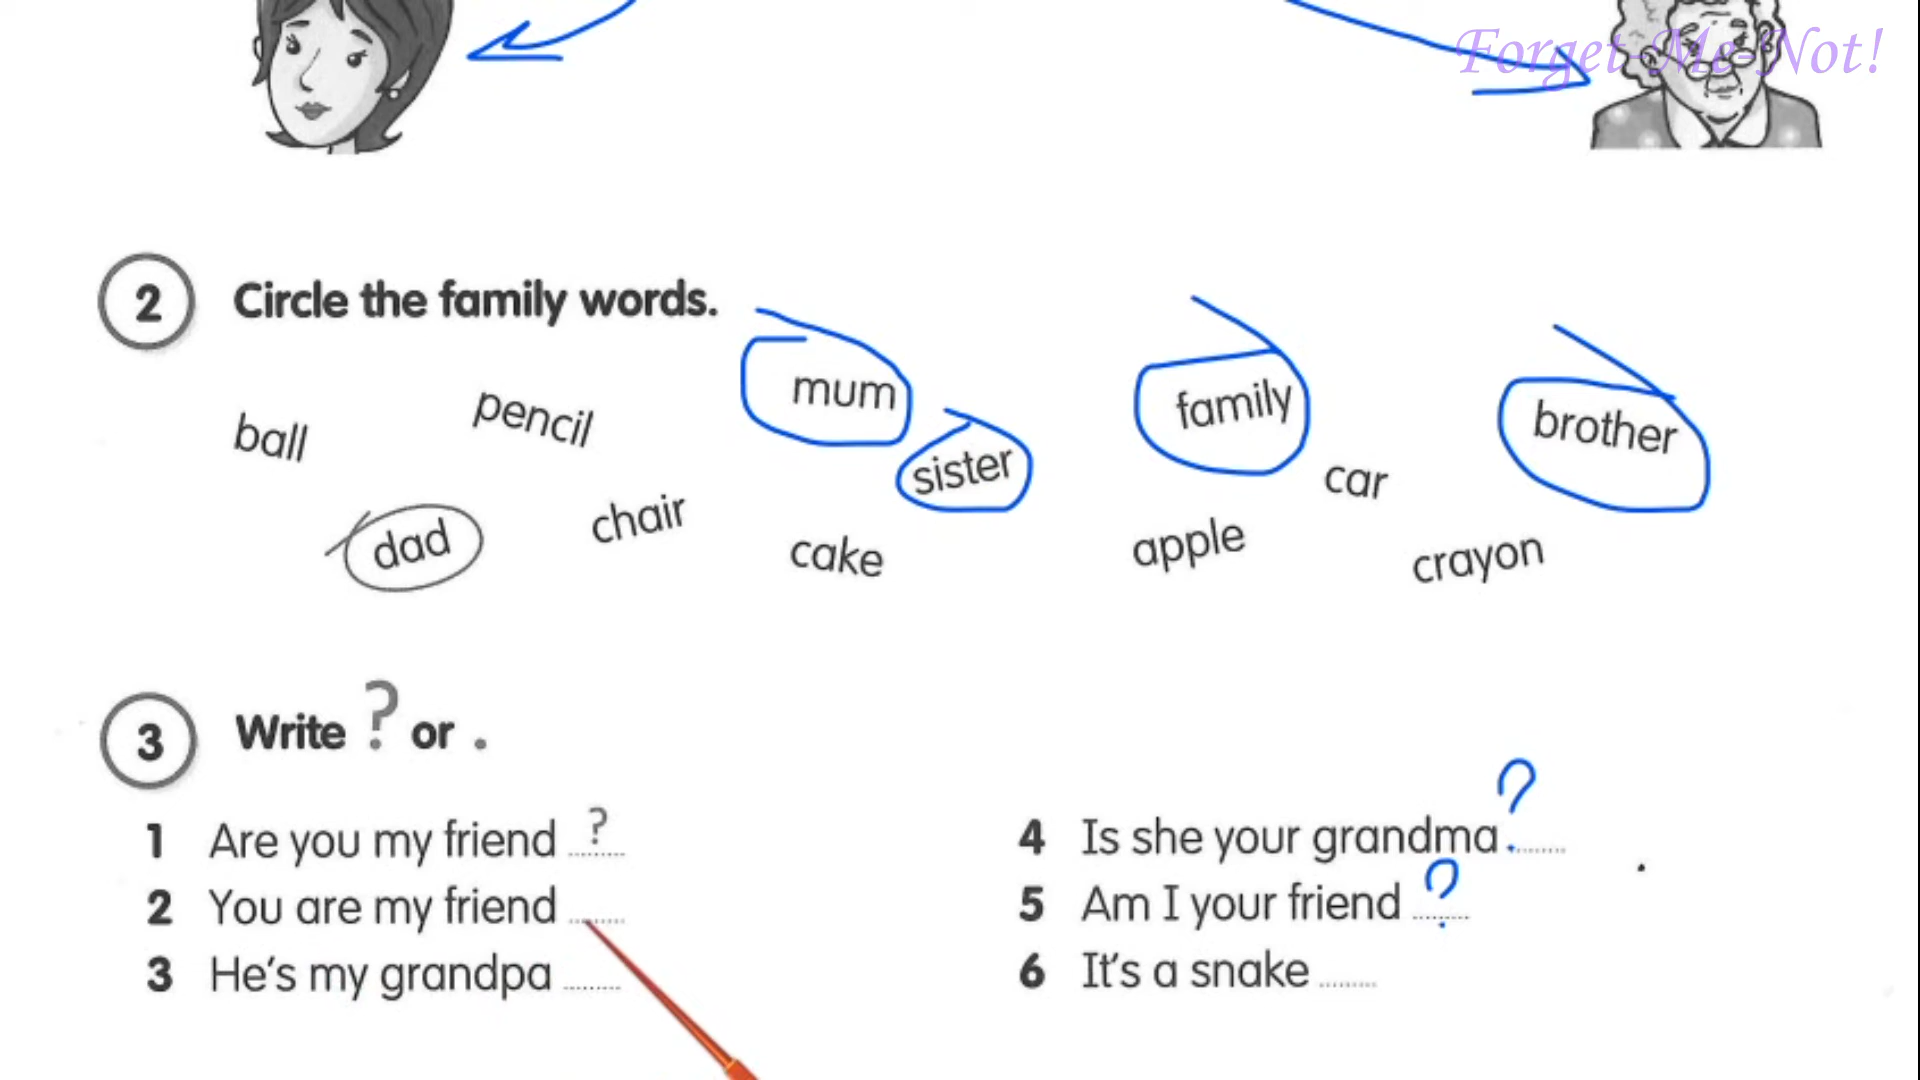 Forget-Me-Not!
2 Circle the family words.
ball pencil mum sister family car brother
dad chair cake apple crayon
3 Write ? or .
1 Are you my friend ?
2 You are my friend ........
3 He's my grandpa ........
4 Is she your grandma ?
5 Am I your friend ?
6 It's a snake ........